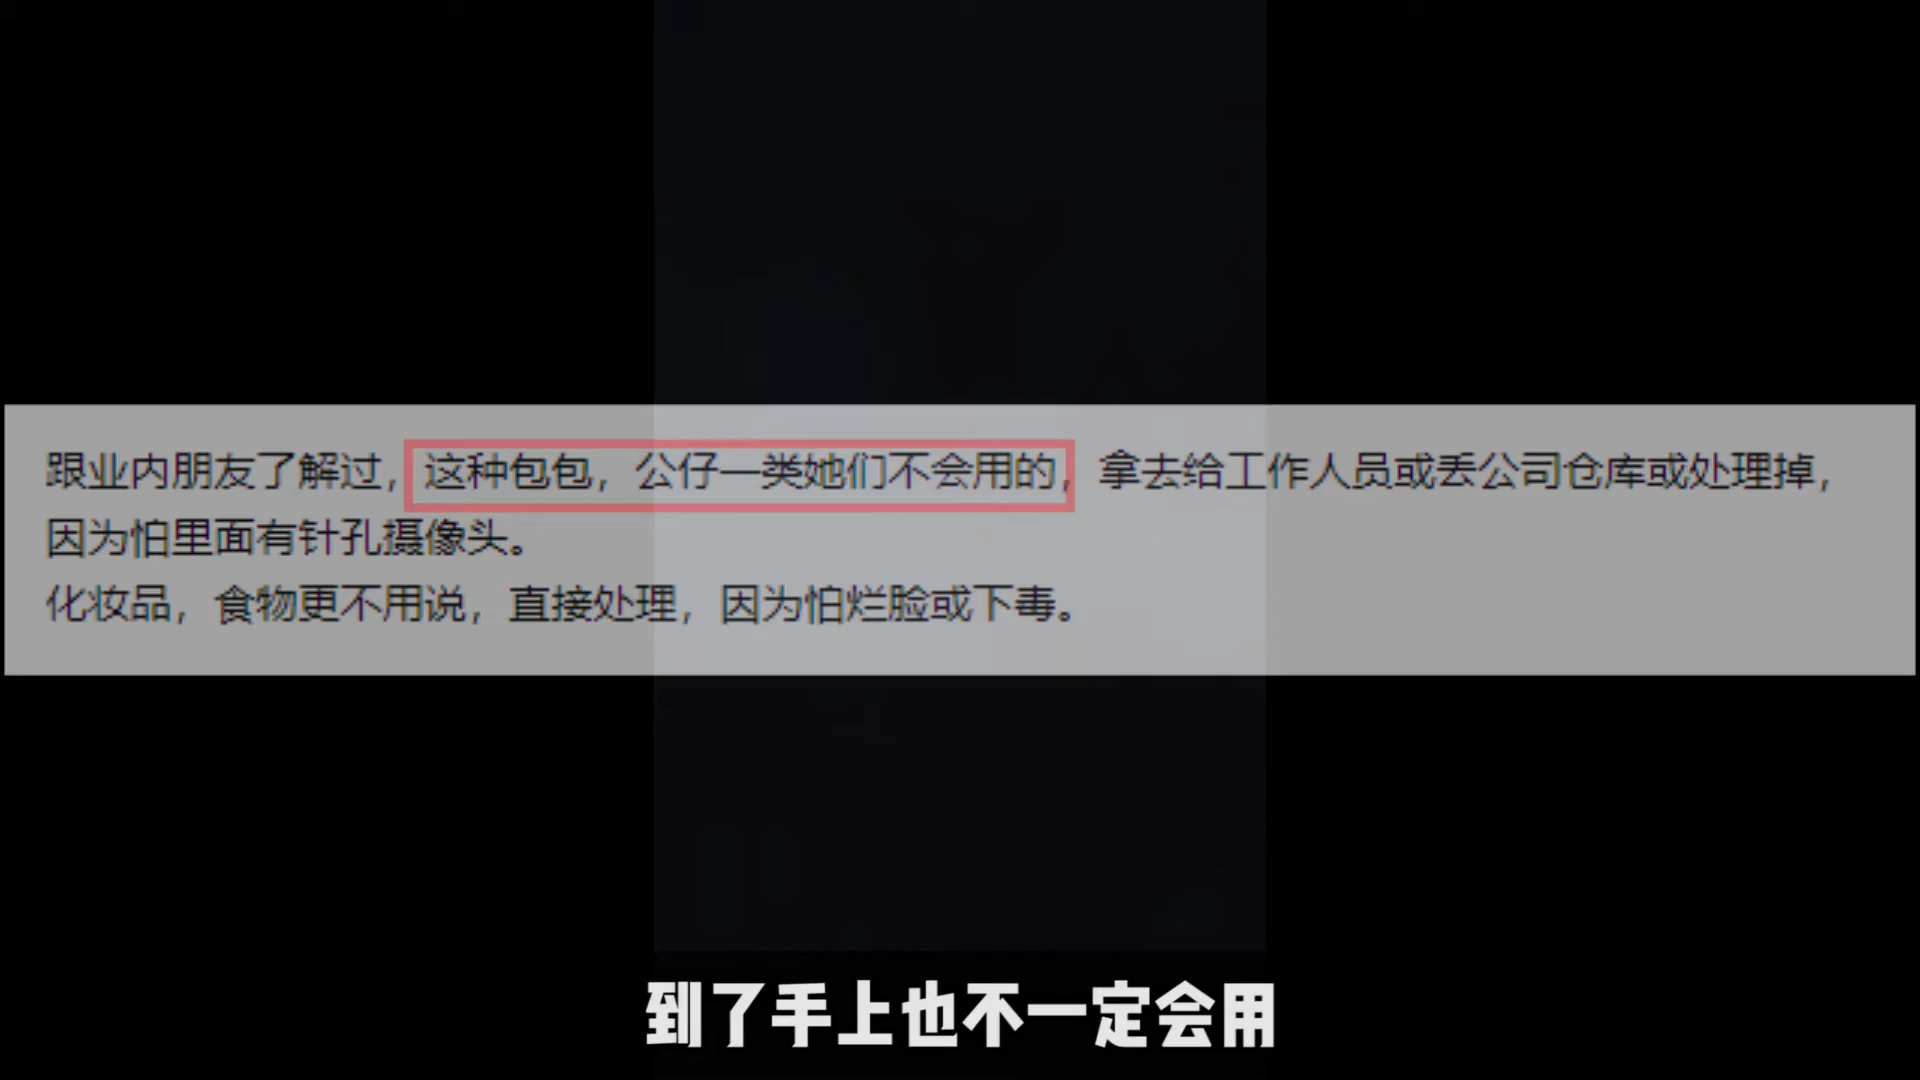 跟业内朋友了解过，这种包包，公仔一类她们不会用的，拿去给工作人员或丢公司仓库或处理掉，
因为怕里面有针孔摄像头。
化妆品，食物更不用说，直接处理，因为怕烂脸或下毒。
到了手上也不一定会用